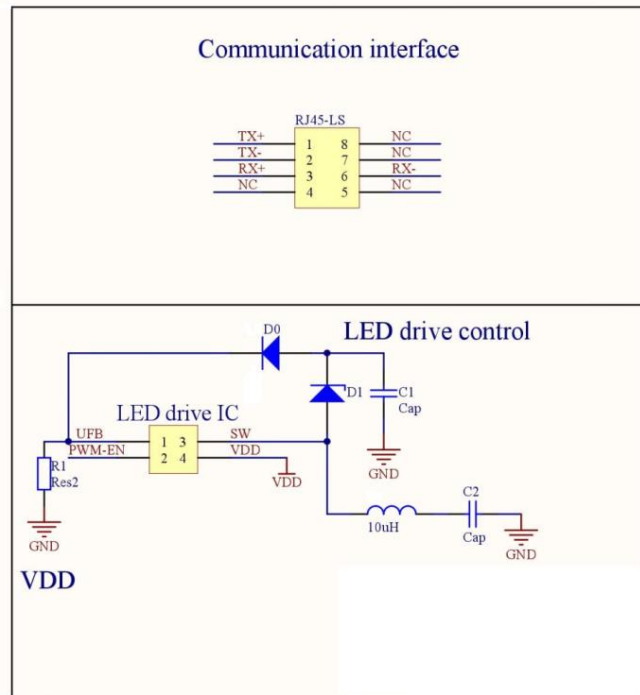 Communication interface
RJ45-LS
TX+ 1 8 NC
TX- 2 7 NC
RX+ 3 6 RX-
NC 4 5 NC
LED drive control
D0
D1
C1
Cap
GND
LED drive IC
UFB 1 3 SW
PWM-EN 2 4 VDD
VDD
R1
Res2
GND
10uH
C2
Cap
GND
VDD